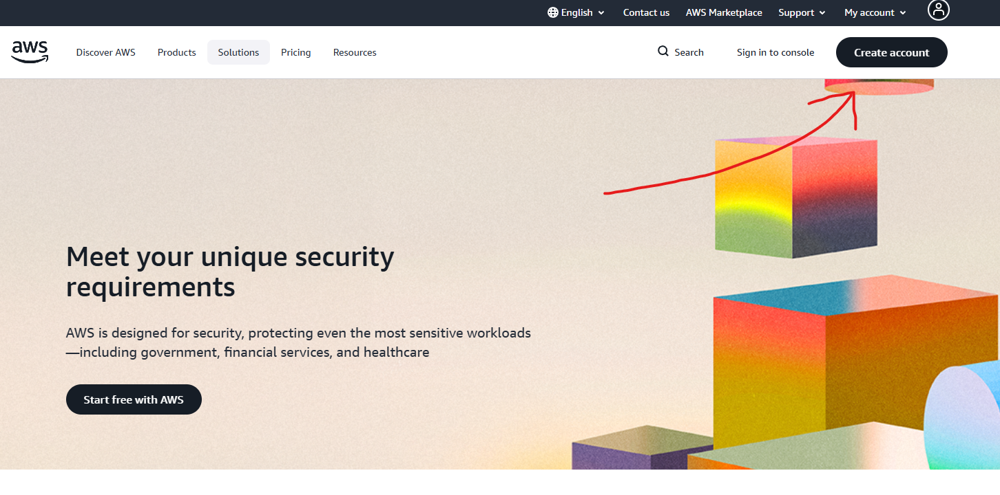 English Contact us AWS Marketplace Support My account
aws Discover AWS Products Solutions Pricing Resources Search Sign in to console Create account
Meet your unique security
requirements
AWS is designed for security, protecting even the most sensitive workloads
—including government, financial services, and healthcare
Start free with AWS